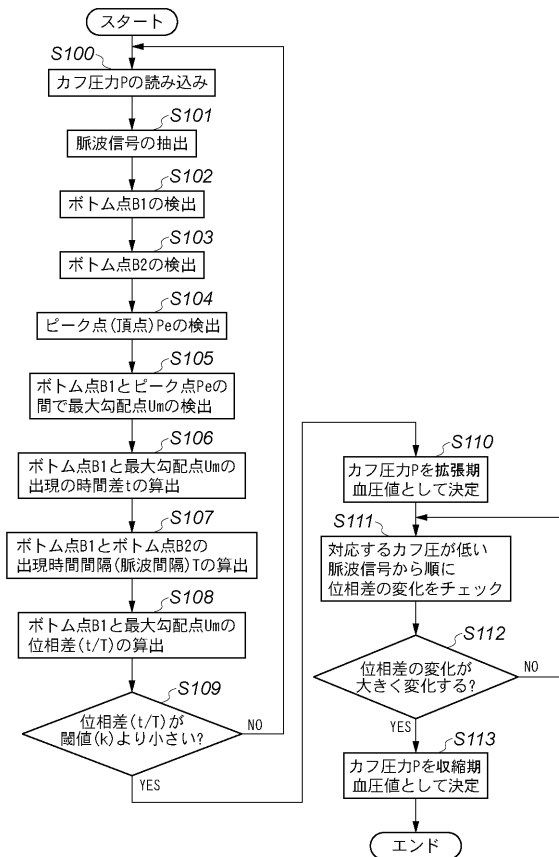 スタート
S100
カフ圧力Pの読み込み
S101
脈波信号の抽出
S102
ボトム点B1の検出
S103
ボトム点B2の検出
S104
ピーク点(頂点)Peの検出
S105
ボトム点B1とピーク点Peの
間で最大勾配点Umの検出
S106
ボトム点B1と最大勾配点Umの
出現の時間差tの算出
S107
ボトム点B1とボトム点B2の
出現時間間隔(脈波間隔)Tの算出
S108
ボトム点B1と最大勾配点Umの
位相差(t/T)の算出
S109
位相差(t/T)が
閾値(k)より小さい?
NO
YES
S110
カフ圧力Pを拡張期
血圧値として決定
S111
対応するカフ圧が低い
脈波信号から順に
位相差の変化をチェック
S112
位相差の変化が
大きく変化する?
NO
YES
S113
カフ圧力Pを収縮期
血圧値として決定
エンド